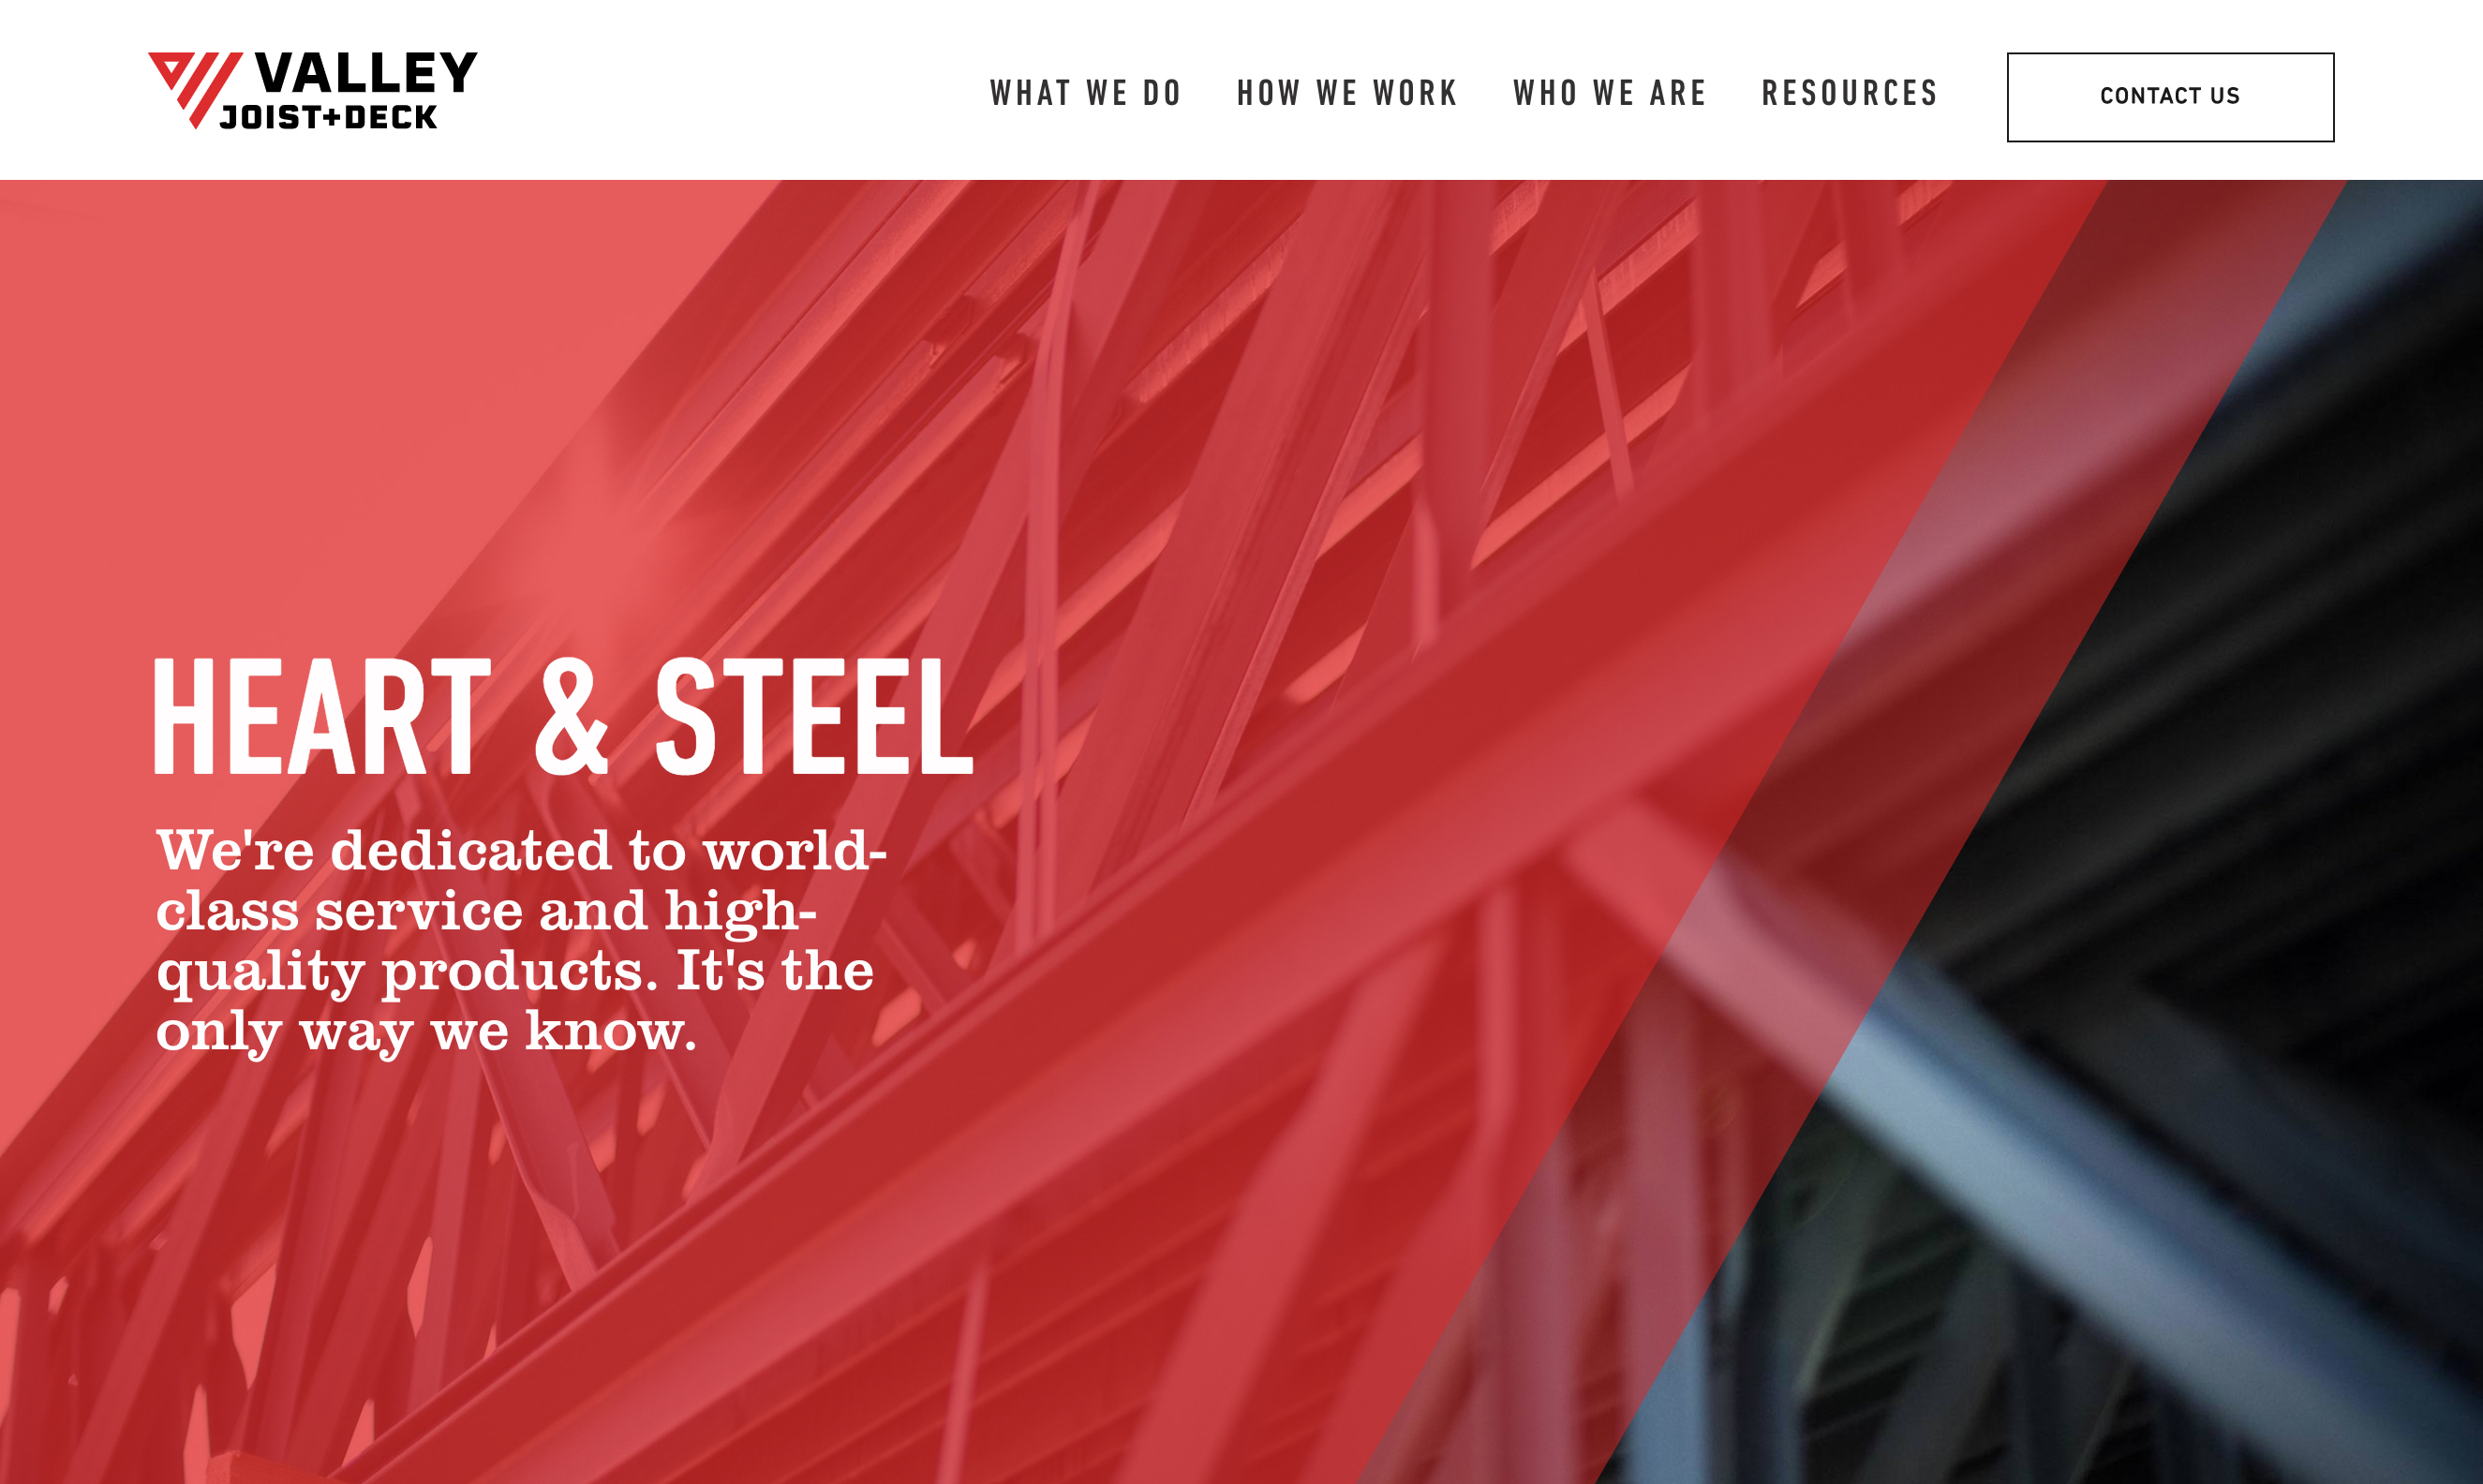 VALLEY
JOIST+DECK
WHAT WE DO
HOW WE WORK
WHO WE ARE
RESOURCES
CONTACT US
HEART & STEEL
We're dedicated to world-
class service and high-
quality products. It's the
only way we know.